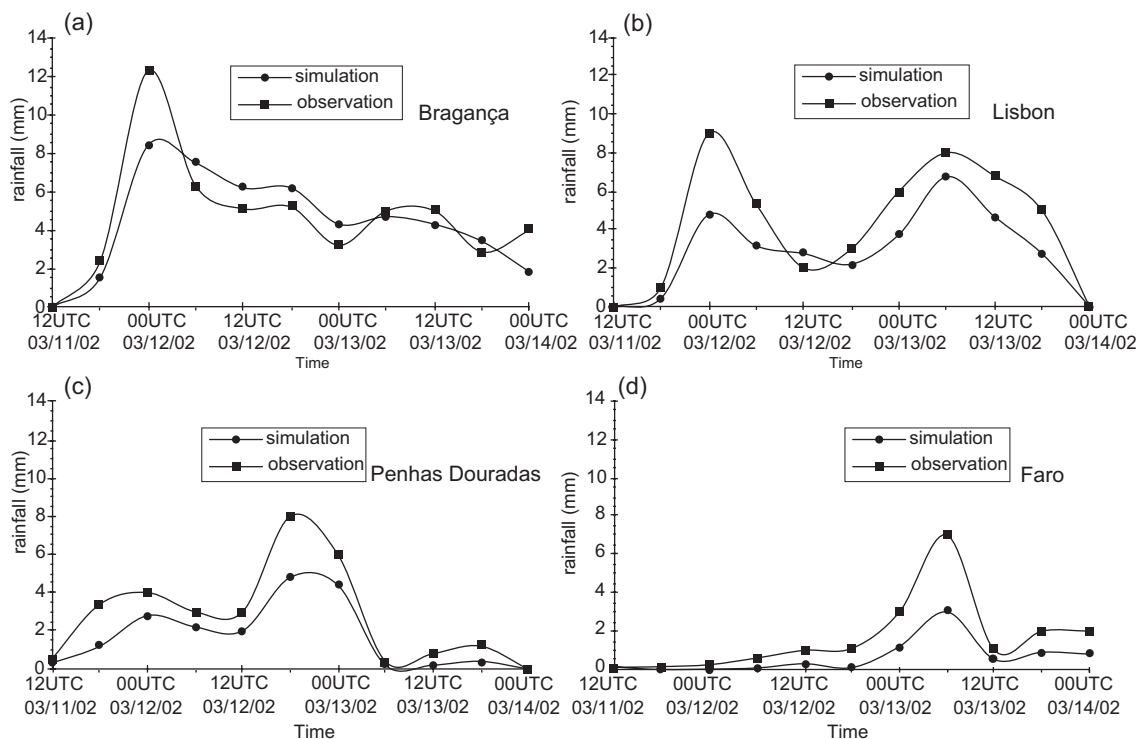 (a)
14
12
10
8
6
4
2
0
rainfall (mm)
simulation
observation
Bragança
12UTC 00UTC 12UTC 00UTC 12UTC 00UTC
03/11/02 03/12/02 03/12/02 03/13/02 03/13/02 03/14/02
Time
(b)
14
12
10
8
6
4
2
0
rainfall (mm)
simulation
observation
Lisbon
12UTC 00UTC 12UTC 00UTC 12UTC 00UTC
03/11/02 03/12/02 03/12/02 03/13/02 03/13/02 03/14/02
Time
(c)
14
12
10
8
6
4
2
0
rainfall (mm)
simulation
observation
Penhas Douradas
12UTC 00UTC 12UTC 00UTC 12UTC 00UTC
03/11/02 03/12/02 03/12/02 03/13/02 03/13/02 03/14/02
Time
(d)
14
12
10
8
6
4
2
0
rainfall (mm)
simulation
observation
Faro
12UTC 00UTC 12UTC 00UTC 12UTC 00UTC
03/11/02 03/12/02 03/12/02 03/13/02 03/13/02 03/14/02
Time